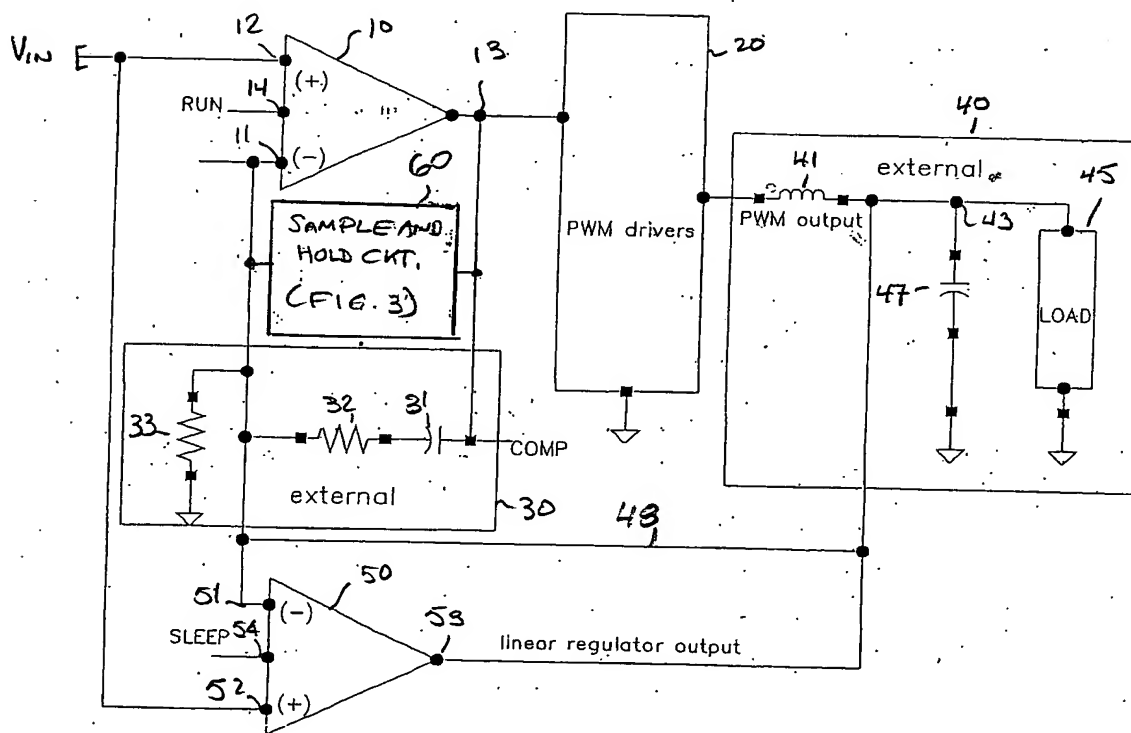 VIN
12
10
13
20
(+)
14
RUN
11
(-)
60
SAMPLE AND
HOLD CKT.
(FIG. 3)
PWM drivers
40
external
41
45
PWM output
43
47
LOAD
33
32
31
COMP
external
30
48
50
51
(-)
SLEEP
54
53
linear regulator output
52
(+)